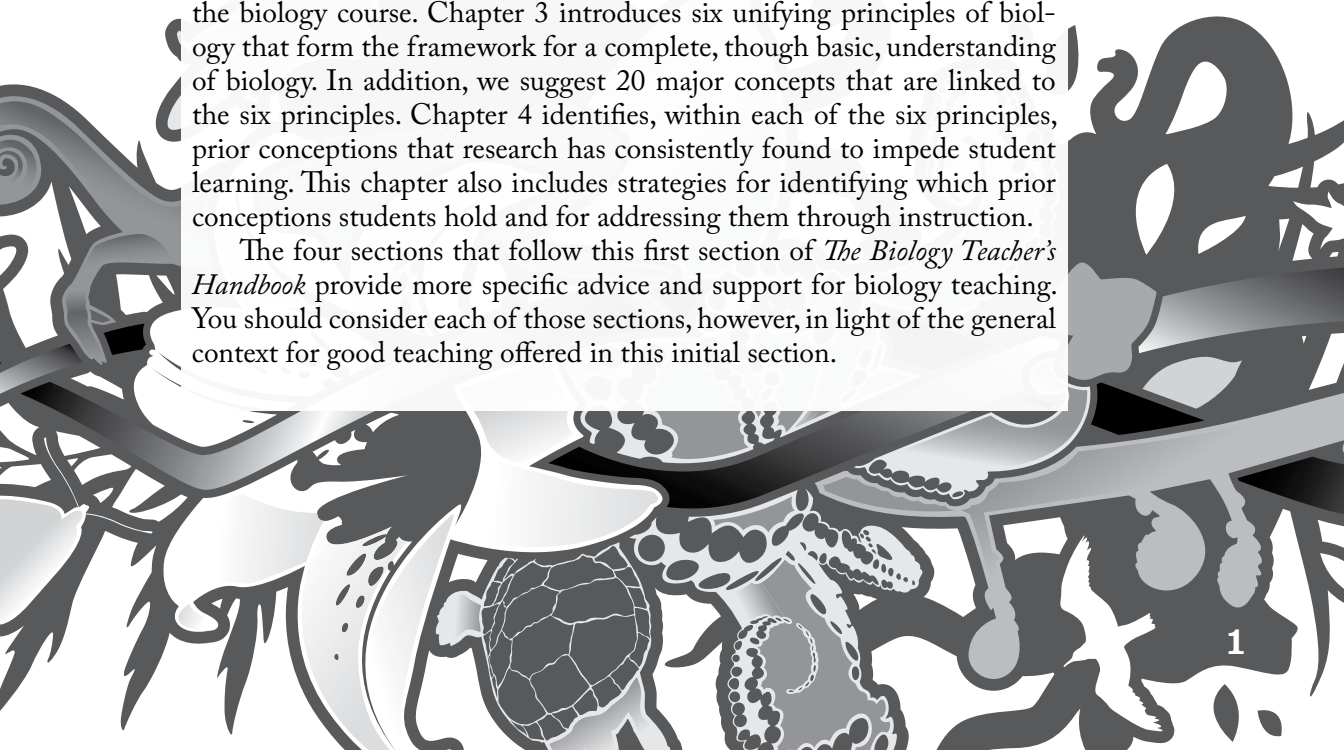 the biology course. Chapter 3 introduces six unifying principles of biol-
ogy that form the framework for a complete, though basic, understanding
of biology. In addition, we suggest 20 major concepts that are linked to
the six principles. Chapter 4 identifies, within each of the six principles,
prior conceptions that research has consistently found to impede student
learning. This chapter also includes strategies for identifying which prior
conceptions students hold and for addressing them through instruction.
The four sections that follow this first section of The Biology Teacher’s
Handbook provide more specific advice and support for biology teaching.
You should consider each of those sections, however, in light of the general
context for good teaching offered in this initial section.
1